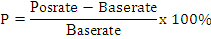 P = Posrate − Baserate / Baserate x 100%